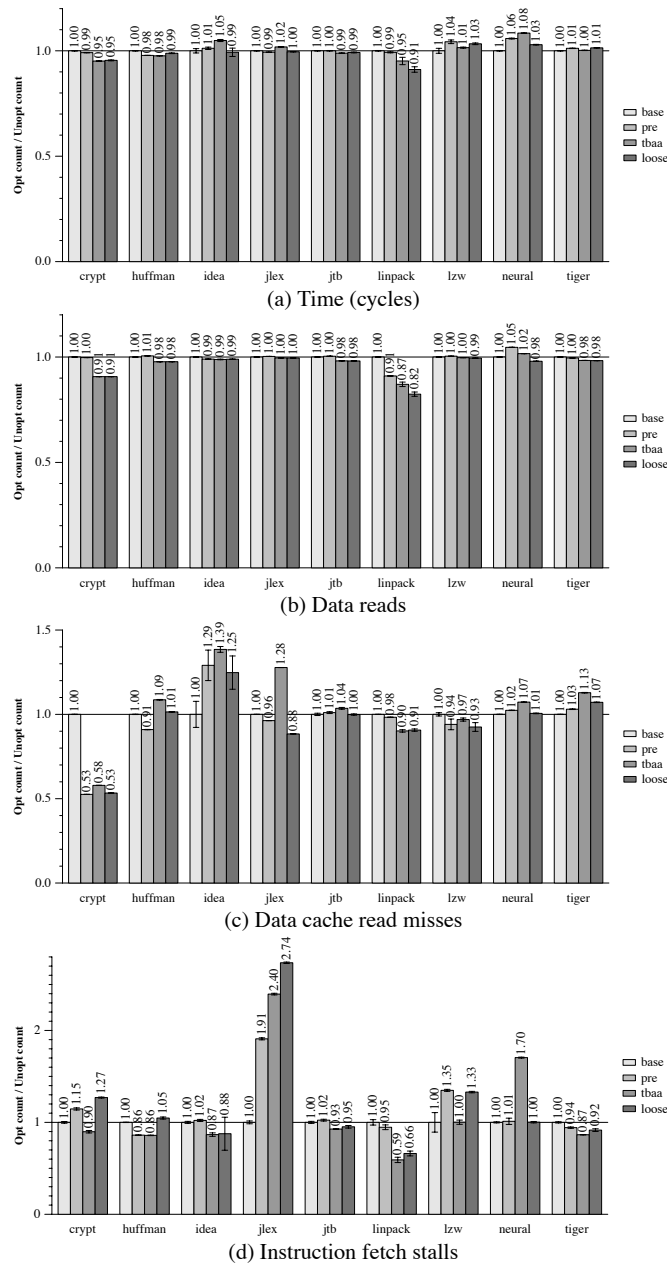 1.00 0.99 0.95 0.95 1.00 0.98 0.98 0.99 1.00 1.01 1.05 0.99 1.00 0.99 1.02 1.00 1.00 1.00 0.99 0.99 1.00 0.99 0.95 0.91 1.00 1.04 1.01 1.03 1.00 1.06 1.08 1.03 1.00 1.01 1.00 1.01
Opt count / Unopt count
1.0
0.5
0.0
base
pre
tbaa
loose
crypt huffman idea jlex jtb linpack lzw neural tiger
(a) Time (cycles)
1.00 1.00 0.91 0.91 1.00 1.01 0.98 0.98 1.00 0.99 0.99 0.99 1.00 1.00 1.00 1.00 1.00 1.00 0.98 0.98 1.00 0.91 0.87 0.82 1.00 1.00 1.00 0.99 1.00 1.05 1.02 0.98 1.00 1.00 0.98 0.98
Opt count / Unopt count
1.0
0.5
0.0
base
pre
tbaa
loose
crypt huffman idea jlex jtb linpack lzw neural tiger
(b) Data reads
1.00 0.53 0.58 0.53 1.00 0.91 1.09 1.01 1.00 1.29 1.39 1.25 1.00 0.96 1.28 0.88 1.00 1.01 1.04 1.00 1.00 0.98 0.90 0.91 1.00 0.94 0.97 0.93 1.00 1.02 1.07 1.01 1.00 1.03 1.13 1.07
Opt count / Unopt count
1.5
1.0
0.5
0.0
base
pre
tbaa
loose
crypt huffman idea jlex jtb linpack lzw neural tiger
(c) Data cache read misses
1.00 1.15 0.90 1.27 1.00 0.86 0.86 1.05 1.00 1.02 0.87 0.88 1.00 1.91 2.40 2.74 1.00 1.02 0.93 0.95 1.00 0.95 0.59 0.66 1.00 1.35 1.00 1.33 1.00 1.01 1.70 1.00 1.00 0.94 0.87 0.92
Opt count / Unopt count
2
1
0
base
pre
tbaa
loose
crypt huffman idea jlex jtb linpack lzw neural tiger
(d) Instruction fetch stalls